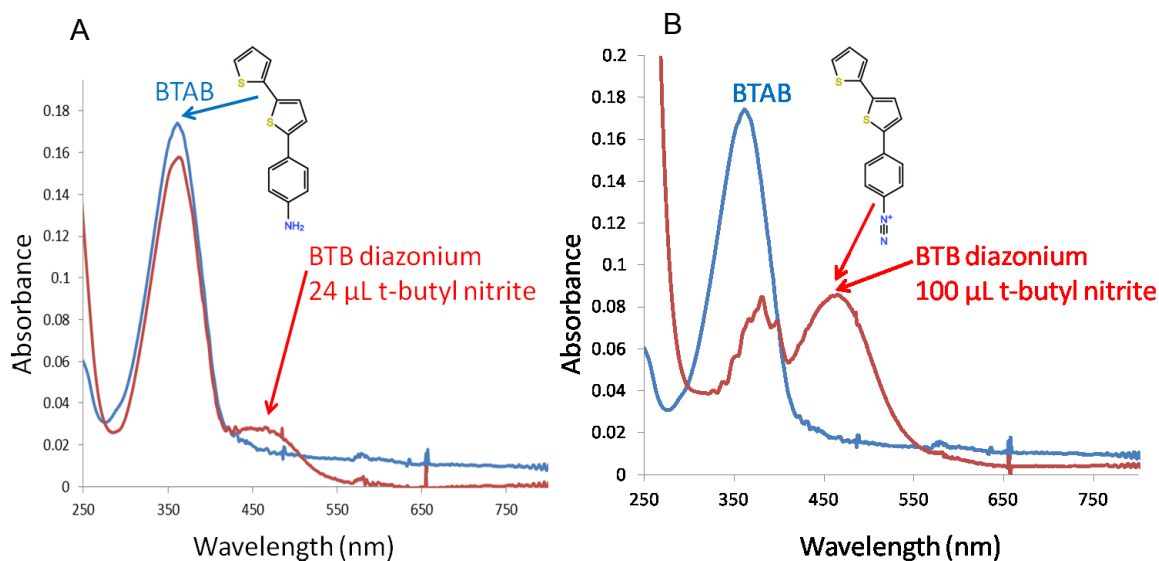 A
0.18
0.16
0.14
0.12
0.1
0.08
0.06
0.04
0.02
0
250
350
450
550
650
750
Absorbance
Wavelength (nm)
BTAB
S
S
NH₂
BTB diazonium
24 µL t-butyl nitrite
B
0.2
0.18
0.16
0.14
0.12
0.1
0.08
0.06
0.04
0.02
0
250
350
450
550
650
750
Absorbance
Wavelength (nm)
BTAB
S
S
N⁺
N
BTB diazonium
100 µL t-butyl nitrite